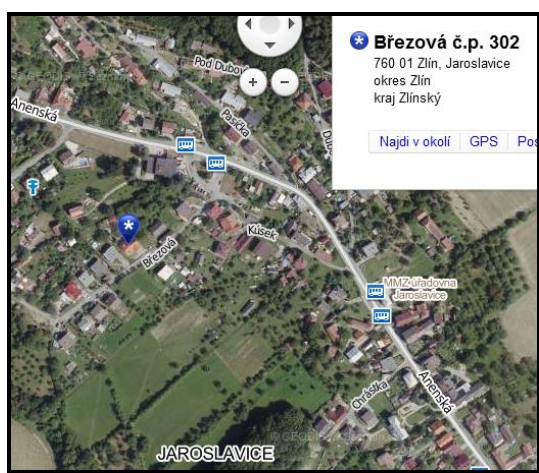 Březová č.p. 302
760 01 Zlín, Jaroslavice
okres Zlín
kraj Zlínský
Najdi v okolí
GPS
Pod Dubov
Pasíčka
Anenská
Kúsek
Březová
MMZ-úřadovna
Jaroslavice
Chrástka
Anenská
JAROSLAVICE